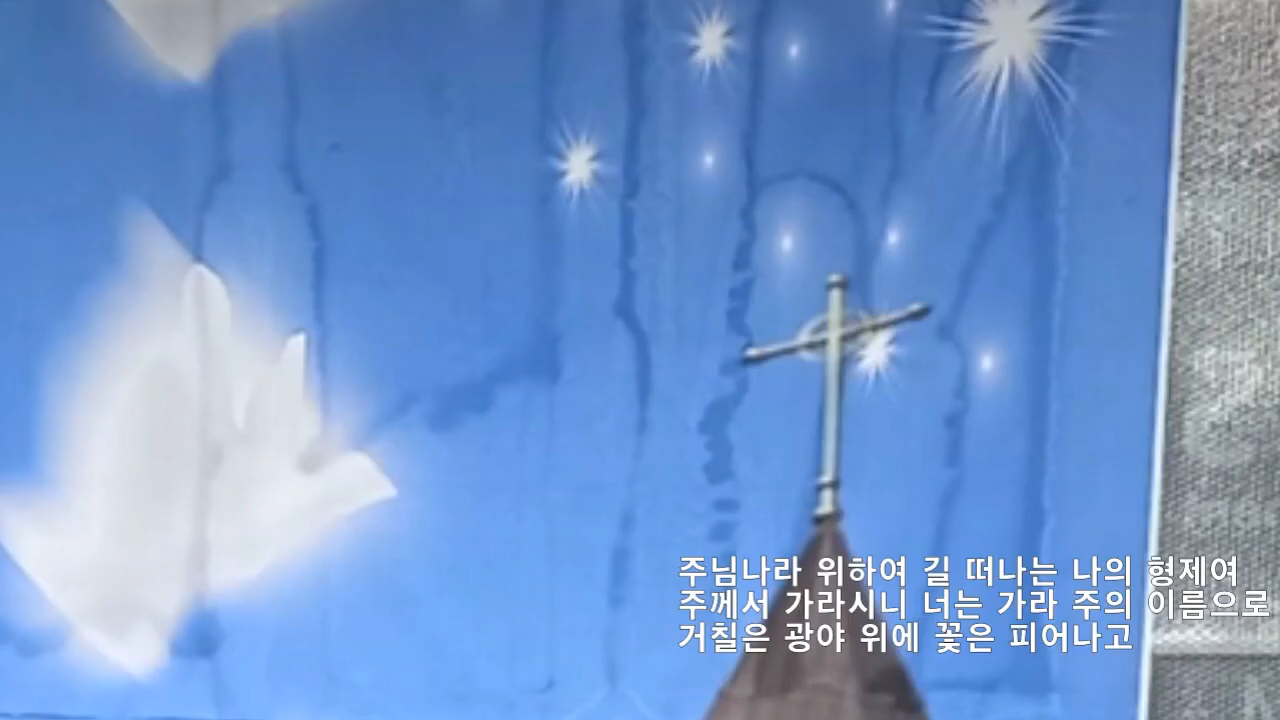 주님나라 위하여 길 떠나는 나의 형제여
주께서 가라시니 너는 가라 주의 이름으로
거칠은 광야 위에 꽃은 피어나고